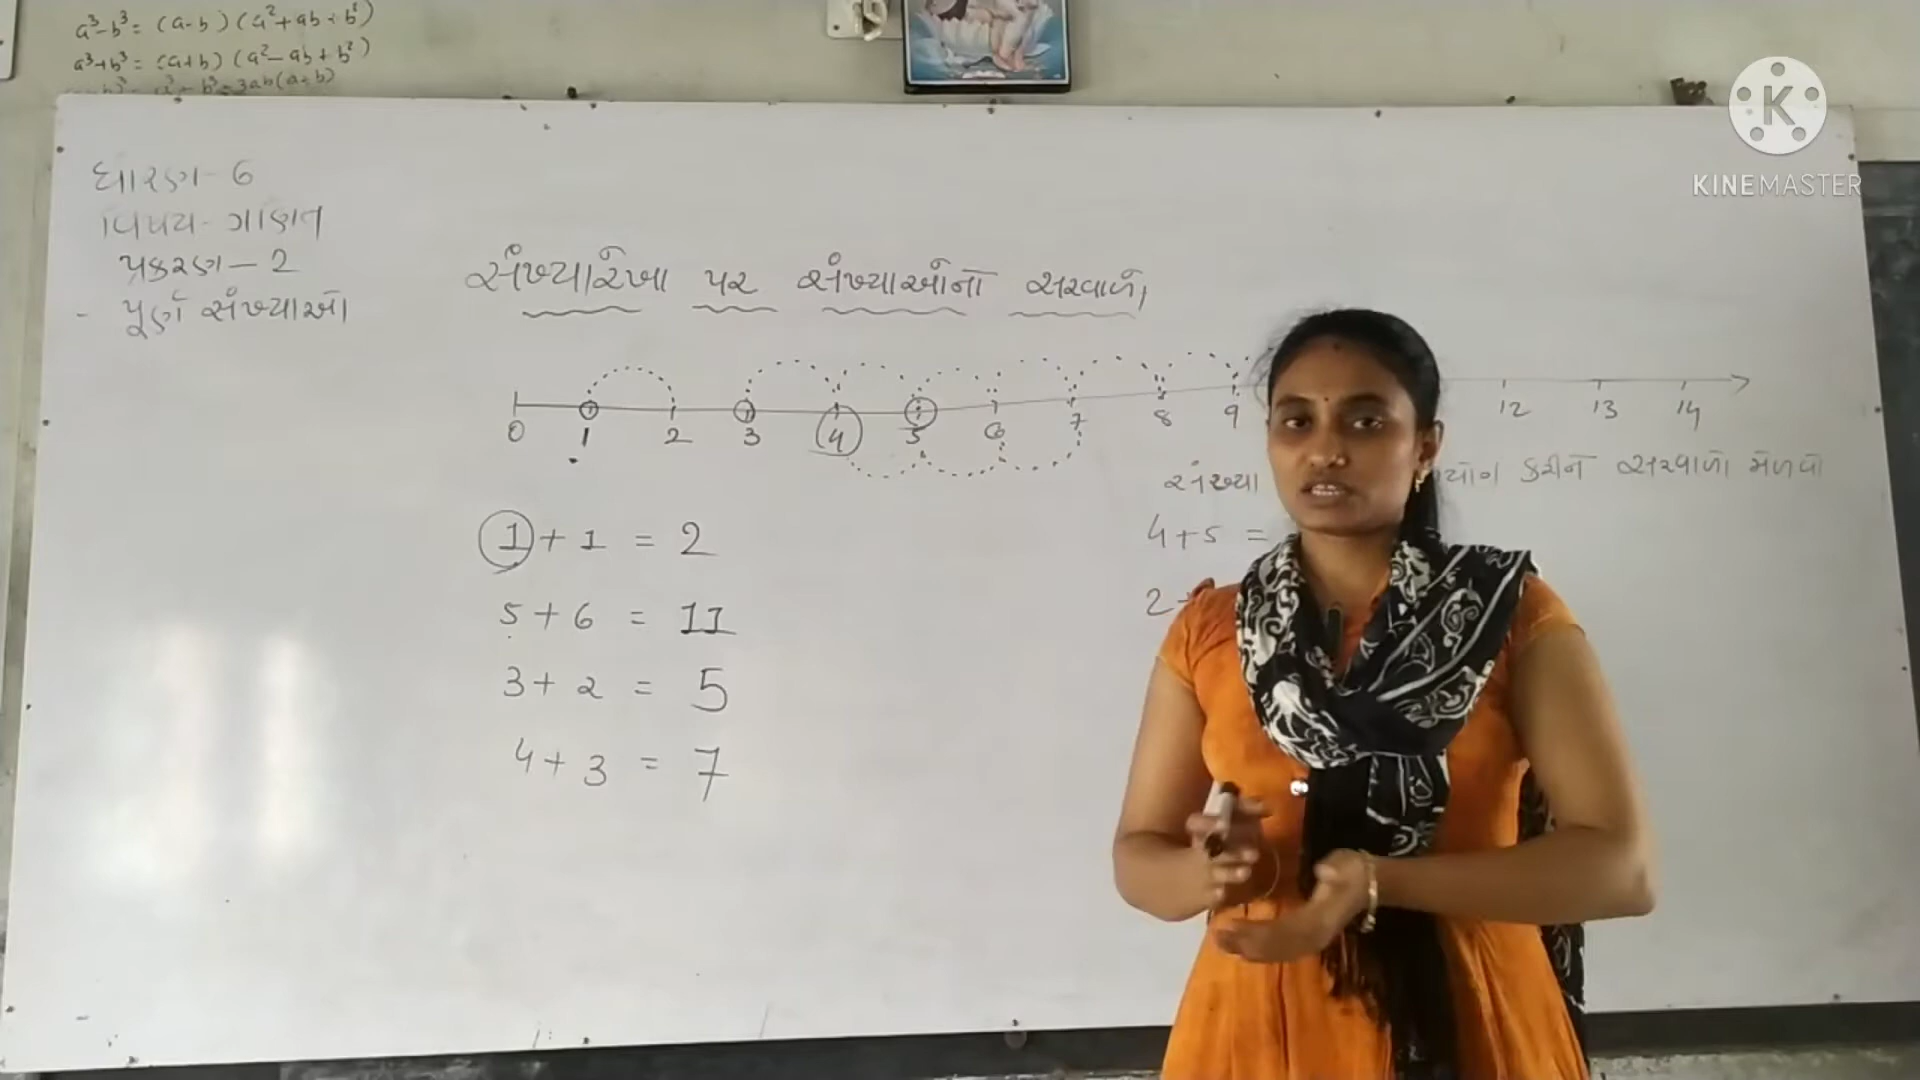 a³-b³ = (a-b) (a²+ab+b²)
a³+b³ = (a+b) (a²-ab+b²)
K
KINEMASTER
ધોરણ - 6
વિષય - ગણિત
પ્રકરણ - 2
- પૂર્ણ સંખ્યાઓ
સંખ્યારેખા પર સંખ્યાઓનો સરવાળો
0 1 2 3 4 5 6 7 8 9 12 13 14
સંખ્યા કરીને સરવાળો મેળવો
1 + 1 = 2
5 + 6 = 11
3 + 2 = 5
4 + 3 = 7
4 + 5 =
2 +